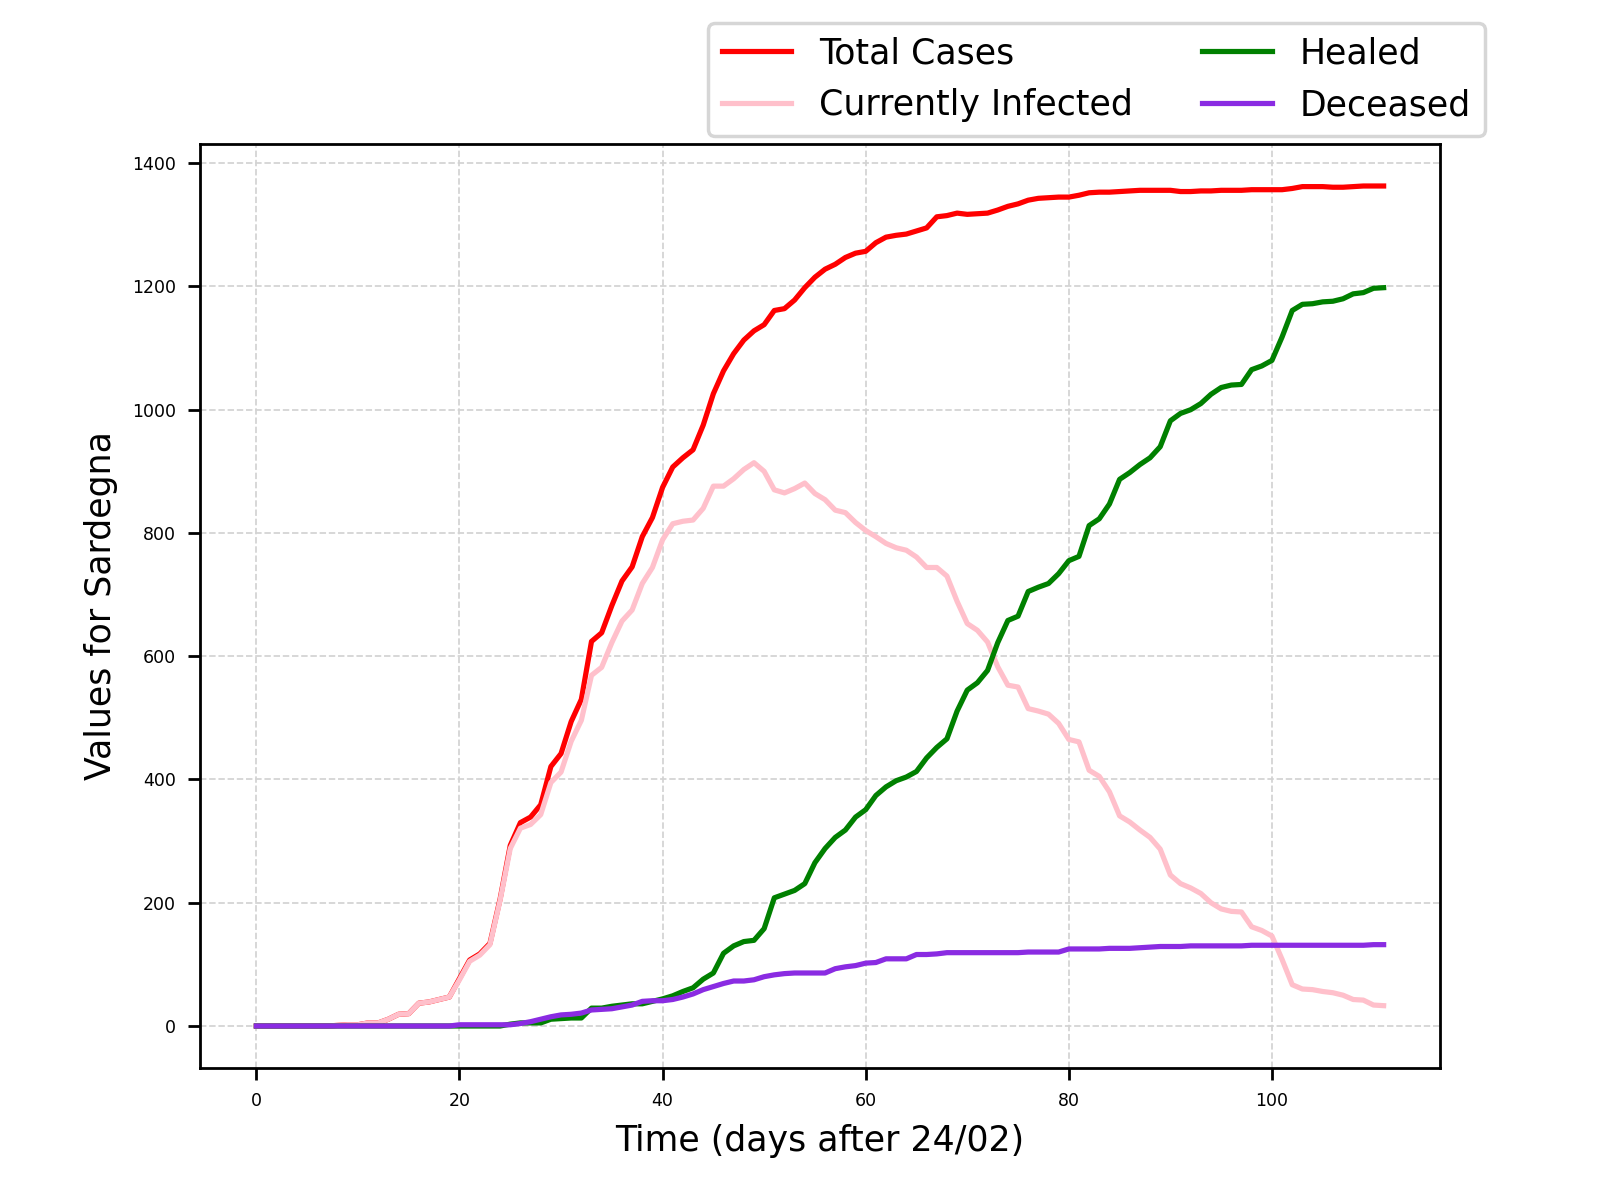 Total Cases
Currently Infected
Healed
Deceased
1400
1200
1000
800
600
400
200
0
Values for Sardegna
0 20 40 60 80 100
Time (days after 24/02)